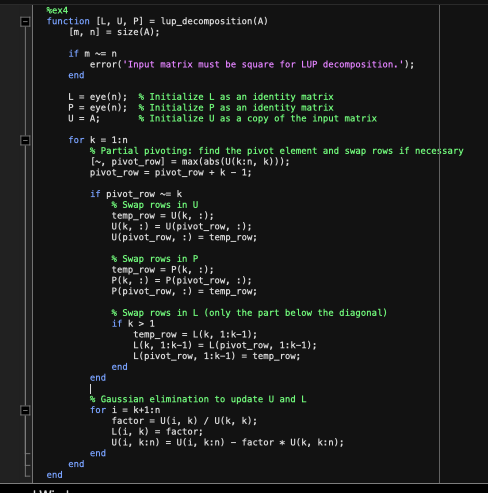 %ex4
function [L, U, P] = lup_decomposition(A)
    [m, n] = size(A);

    if m ~= n
        error('Input matrix must be square for LUP decomposition.');
    end

    L = eye(n);  % Initialize L as an identity matrix
    P = eye(n);  % Initialize P as an identity matrix
    U = A;       % Initialize U as a copy of the input matrix

    for k = 1:n
        % Partial pivoting: find the pivot element and swap rows if necessary
        [~, pivot_row] = max(abs(U(k:n, k)));
        pivot_row = pivot_row + k - 1;

        if pivot_row ~= k
            % Swap rows in U
            temp_row = U(k, :);
            U(k, :) = U(pivot_row, :);
            U(pivot_row, :) = temp_row;

            % Swap rows in P
            temp_row = P(k, :);
            P(k, :) = P(pivot_row, :);
            P(pivot_row, :) = temp_row;

            % Swap rows in L (only the part below the diagonal)
            if k > 1
                temp_row = L(k, 1:k-1);
                L(k, 1:k-1) = L(pivot_row, 1:k-1);
                L(pivot_row, 1:k-1) = temp_row;
            end
        end

        % Gaussian elimination to update U and L
        for i = k+1:n
            factor = U(i, k) / U(k, k);
            L(i, k) = factor;
            U(i, k:n) = U(i, k:n) - factor * U(k, k:n);
        end
    end
end